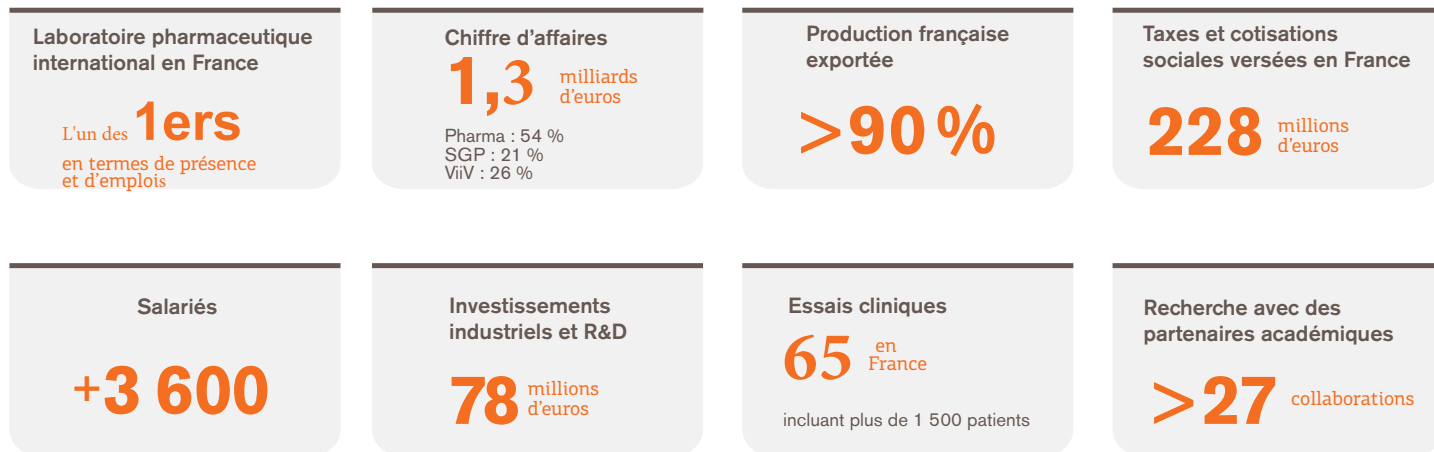 Laboratoire pharmaceutique
international en France
L'un des 1ers
en termes de présence
et d'emplois
Chiffre d'affaires
1,3 milliards
d'euros
Pharma : 54 %
SGP : 21 %
ViiV : 26 %
Production française
exportée
>90 %
Taxes et cotisations
sociales versées en France
228 millions
d'euros
Salariés
+3 600
Investissements
industriels et R&D
78 millions
d'euros
Essais cliniques
65 en
France
incluant plus de 1 500 patients
Recherche avec des
partenaires académiques
>27 collaborations